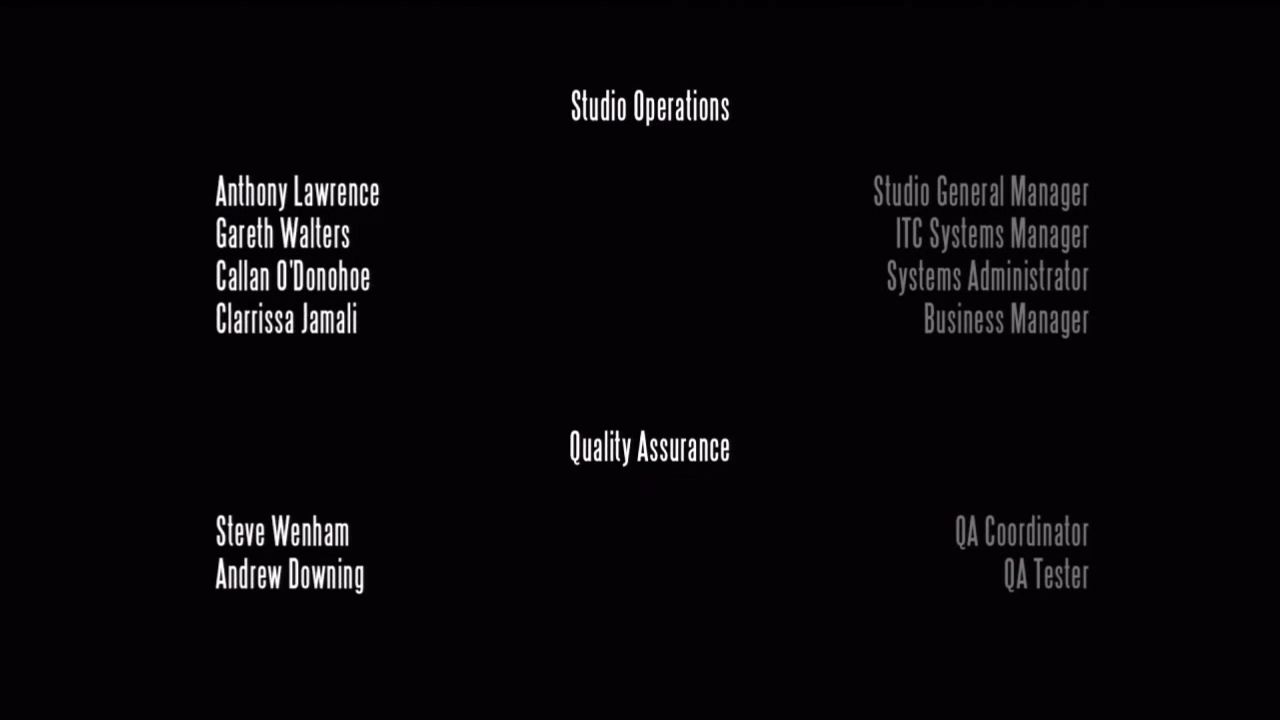 Studio Operations
Anthony Lawrence Studio General Manager
Gareth Walters ITC Systems Manager
Callan O'Donohoe Systems Administrator
Clarrissa Jamali Business Manager
Quality Assurance
Steve Wenham QA Coordinator
Andrew Downing QA Tester